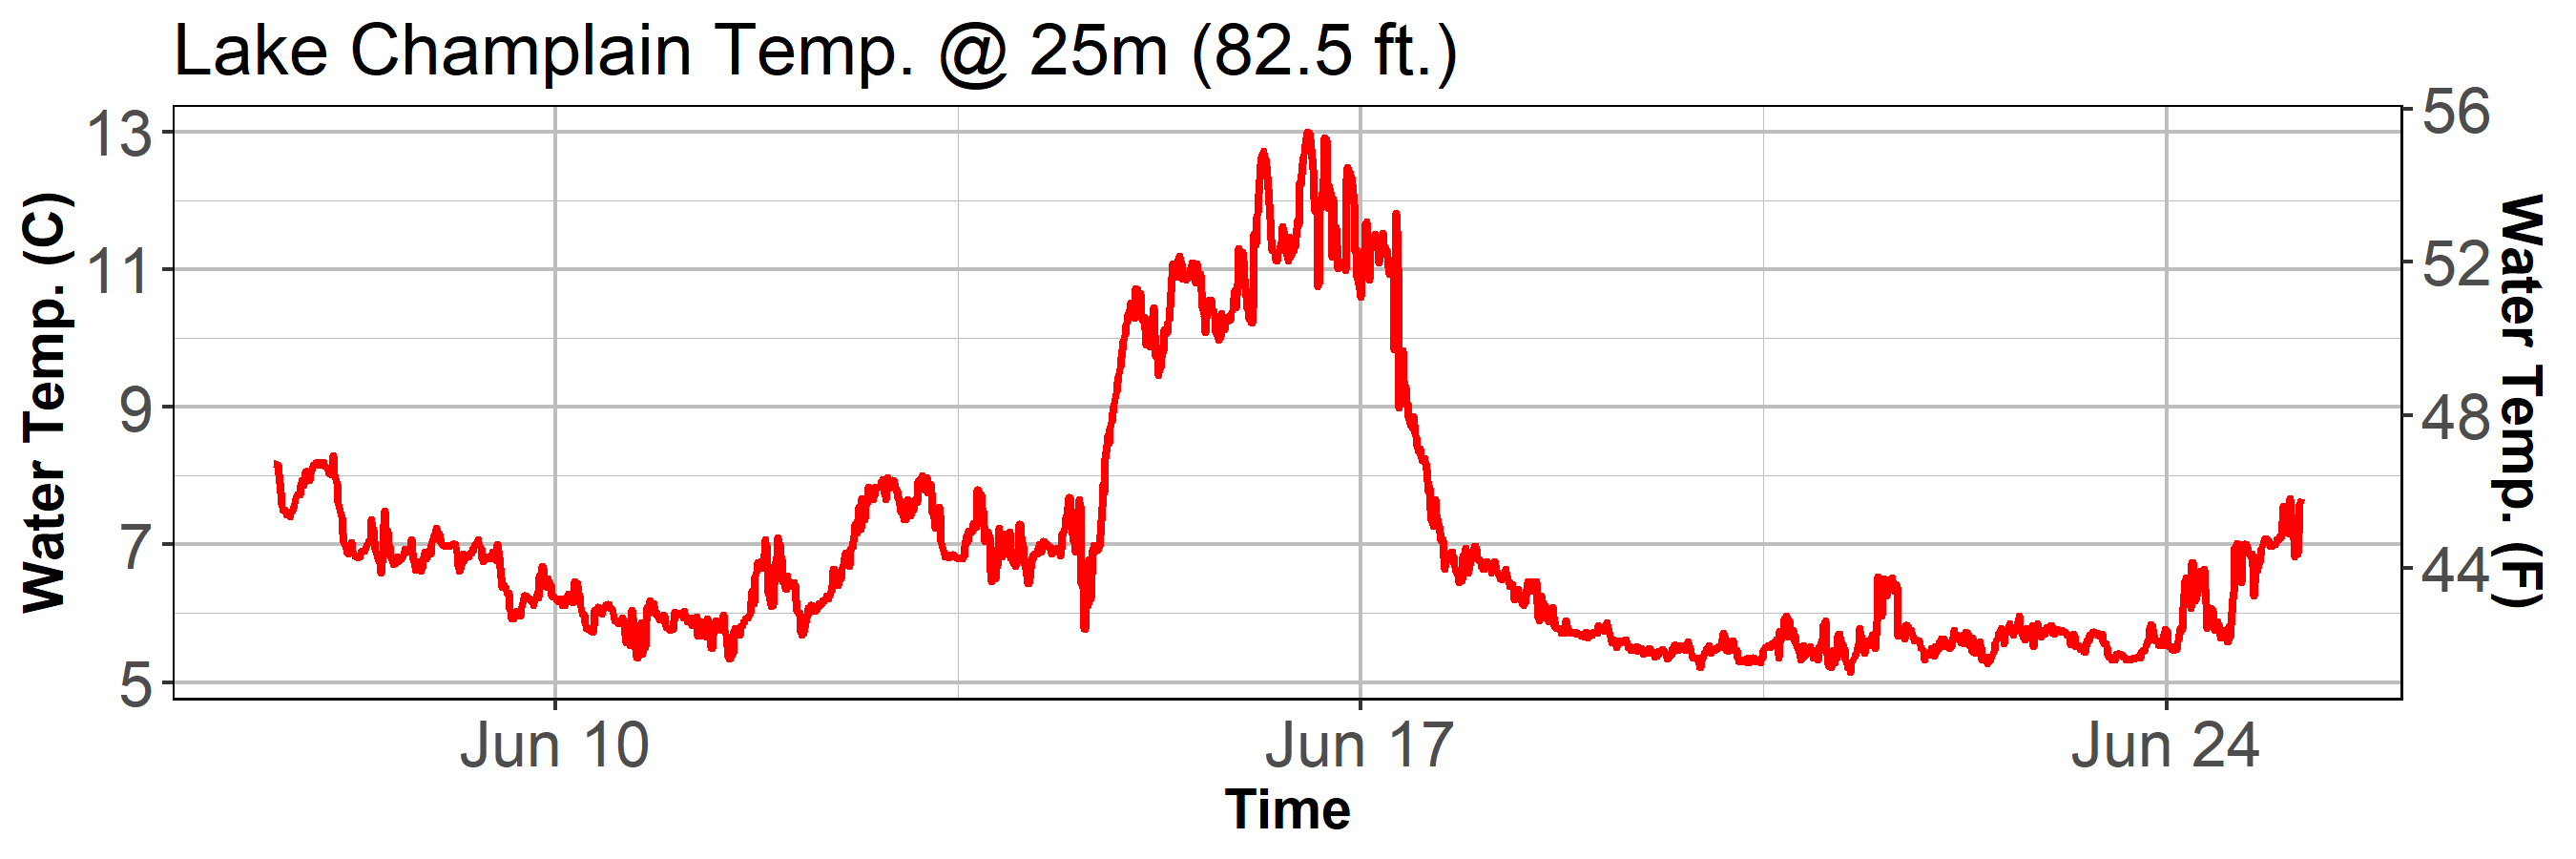 Lake Champlain Temp. @ 25m (82.5 ft.)
Water Temp. (C)
13
11
9
7
5
56
52
48
44
Water Temp. (F)
Jun 10
Jun 17
Jun 24
Time